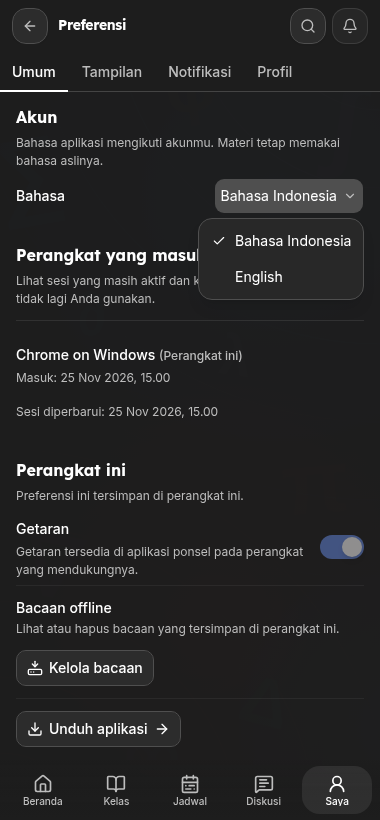 Preferensi
Umum
Tampilan
Notifikasi
Profil
Akun
Bahasa aplikasi mengikuti akunmu. Materi tetap memakai
bahasa aslinya.
Bahasa
Bahasa Indonesia
Bahasa Indonesia
English
Perangkat yang masu
Lihat sesi yang masih aktif dan k
tidak lagi Anda gunakan.
Chrome on Windows (Perangkat ini)
Masuk: 25 Nov 2026, 15.00
Sesi diperbarui: 25 Nov 2026, 15.00
Perangkat ini
Preferensi ini tersimpan di perangkat ini.
Getaran
Getaran tersedia di aplikasi ponsel pada perangkat
yang mendukungnya.
Bacaan offline
Lihat atau hapus bacaan yang tersimpan di perangkat ini.
Kelola bacaan
Unduh aplikasi
Beranda
Kelas
Jadwal
Diskusi
Saya